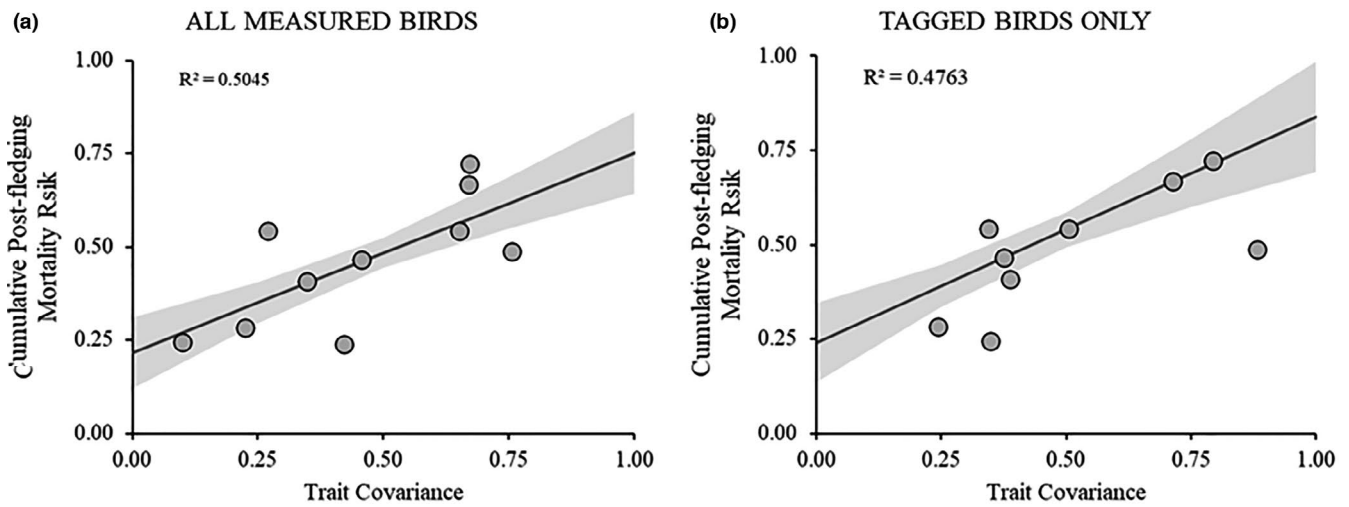 (a)
ALL MEASURED BIRDS
R² = 0.5045
Cumulative Post-fledging
Mortality Rsik
1.00
0.75
0.50
0.25
0.00
0.00 0.25 0.50 0.75 1.00
Trait Covariance
(b)
TAGGED BIRDS ONLY
R² = 0.4763
Cumulative Post-fledging
Mortality Rsik
1.00
0.75
0.50
0.25
0.00
0.00 0.25 0.50 0.75 1.00
Trait Covariance